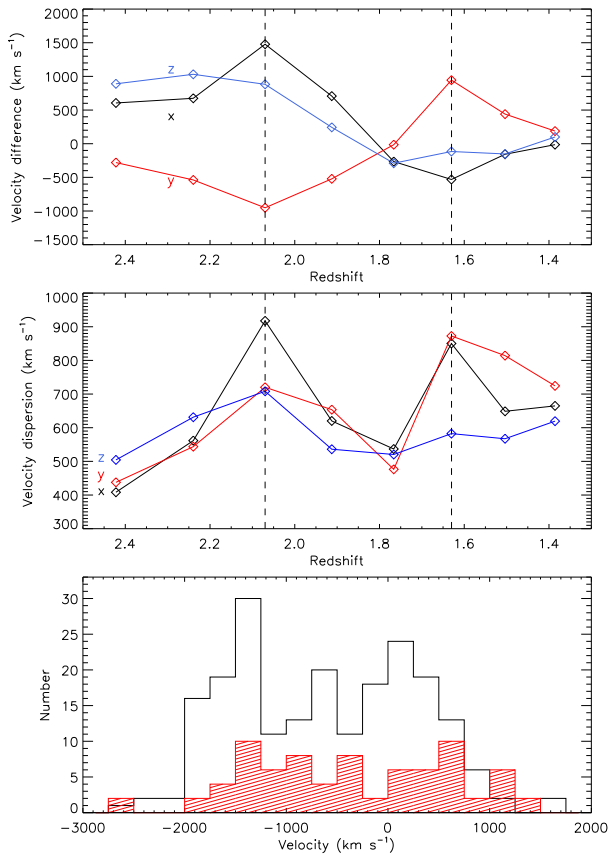 1500
1000
500
0
−500
−1000
−1500
Velocity difference (km s⁻¹)
z
x
y
2.4 2.2 2.0 1.8 1.6 1.4
Redshift
1000
900
800
700
600
500
400
300
Velocity dispersion (km s⁻¹)
z
y
x
2.4 2.2 2.0 1.8 1.6 1.4
Redshift
30
25
20
15
10
5
0
Number
−3000 −2000 −1000 0 1000 2000
Velocity (km s⁻¹)